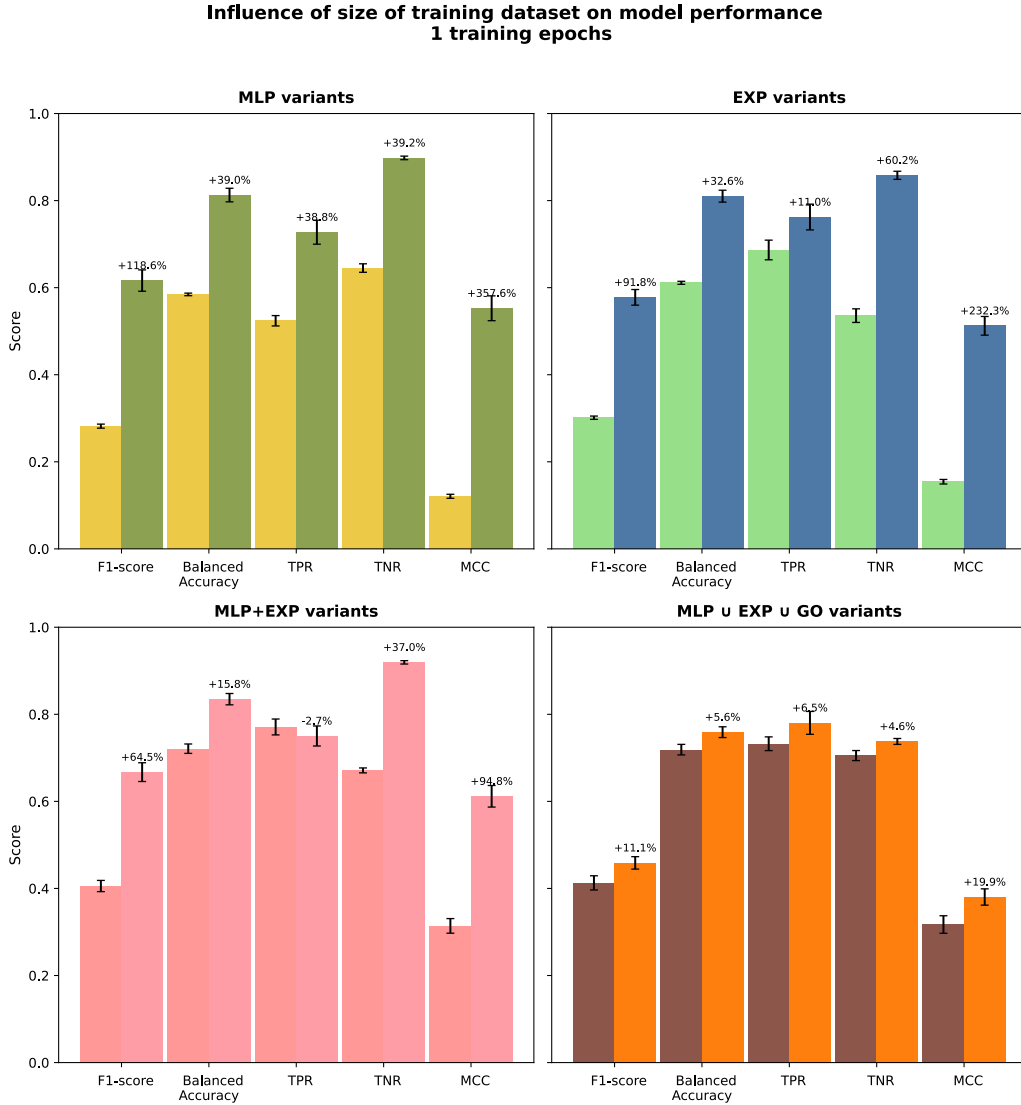 Influence of size of training dataset on model performance
1 training epochs
MLP variants
EXP variants
Score
1.0
0.8
0.6
0.4
0.2
0.0
+118.6%
+39.0%
+38.8%
+39.2%
+357.6%
F1-score
Balanced
Accuracy
TPR
TNR
MCC
+91.8%
+32.6%
+11.0%
+60.2%
+232.3%
F1-score
Balanced
Accuracy
TPR
TNR
MCC
MLP+EXP variants
MLP ∪ EXP ∪ GO variants
Score
1.0
0.8
0.6
0.4
0.2
0.0
+64.5%
+15.8%
-2.7%
+37.0%
+94.8%
F1-score
Balanced
Accuracy
TPR
TNR
MCC
+11.1%
+5.6%
+6.5%
+4.6%
+19.9%
F1-score
Balanced
Accuracy
TPR
TNR
MCC